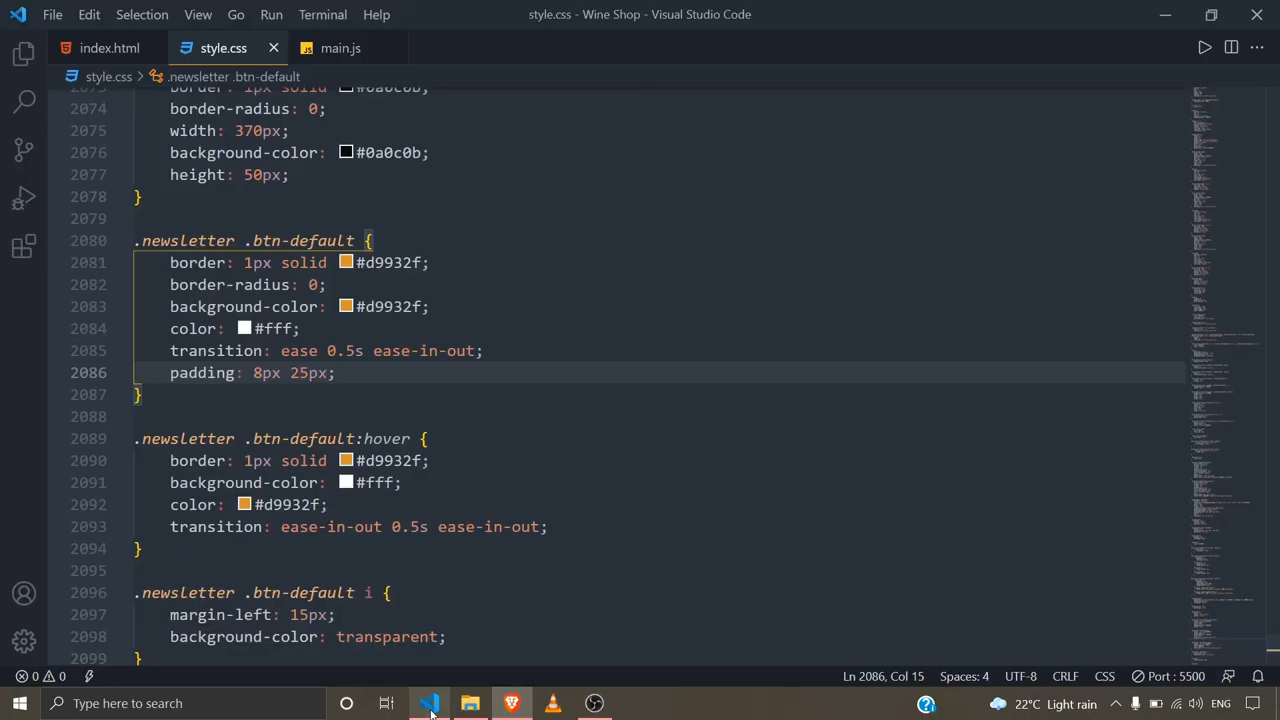 File Edit Selection View Go Run Terminal Help style.css - Wine Shop - Visual Studio Code
index.html style.css main.js
style.css > .newsletter .btn-default
2073 border: 1px solid #0a0c0b;
2074 border-radius: 0;
2075 width: 370px;
2076 background-color: #0a0c0b;
2077 height: 50px;
2078 }
2079
2080 .newsletter .btn-default {
2081 border: 1px solid #d9932f;
2082 border-radius: 0;
2083 background-color: #d9932f;
2084 color: #fff;
2085 transition: ease 0.5s ease-in-out;
2086 padding: 8px 25px;
2087 }
2088
2089 .newsletter .btn-default:hover {
2090 border: 1px solid #d9932f;
2091 background-color: #fff;
2092 color: #d9932f;
2093 transition: ease-in-out 0.5s ease-in-out;
2094 }
2095
2096 .newsletter .btn-default i {
2097 margin-left: 15px;
2098 background-color: transparent;
2099 }
0 0 Ln 2086, Col 15 Spaces: 4 UTF-8 CRLF CSS Port : 5500
Type here to search 22°C Light rain ENG